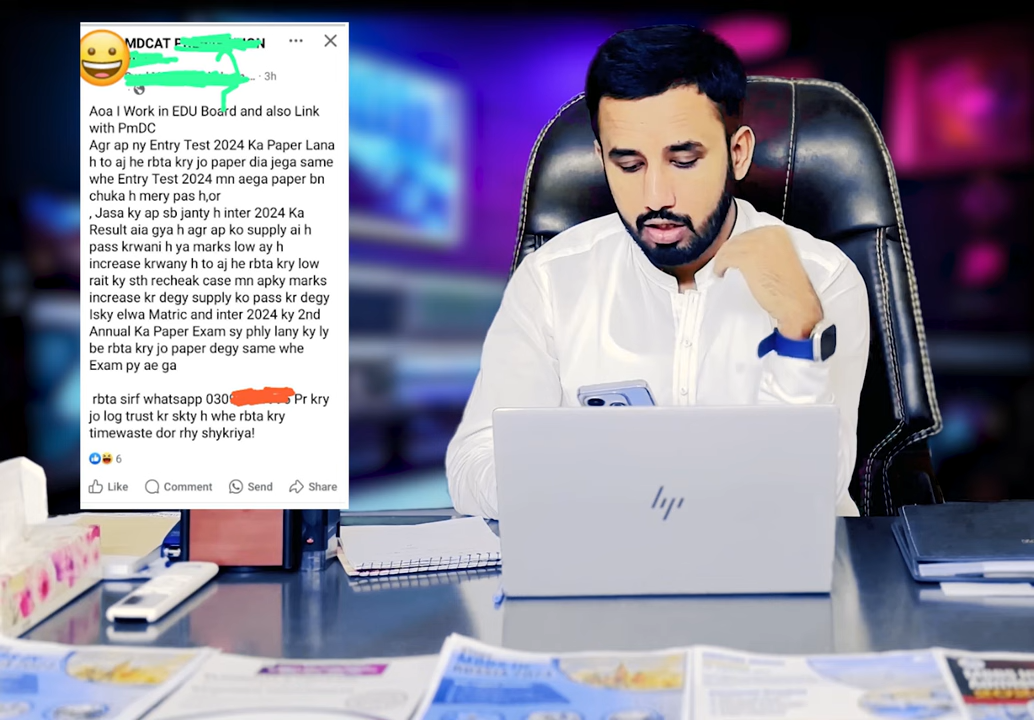 MDCAT
3h
Aoa I Work in EDU Board and also Link
with PmDC
Agr ap ny Entry Test 2024 Ka Paper Lana
h to aj he rbta kry jo paper dia jega same
whe Entry Test 2024 mn aega paper bn
chuka h mery pas h,or
, Jasa ky ap sb janty h inter 2024 Ka
Result aia gya h agr ap ko supply ai h
pass krwani h ya marks low ay h
increase krwany h to aj he rbta kry low
rait ky sth recheak case mn apky marks
increase kr degy supply ko pass kr degy
Isky elwa Matric and inter 2024 ky 2nd
Annual Ka Paper Exam sy phly lany ky ly
be rbta kry jo paper degy same whe
Exam py ae ga
rbta sirf whatsapp 030 Pr kry
jo log trust kr skty h whe rbta kry
timewaste dor rhy shykriya!
6
Like Comment Send Share
hp